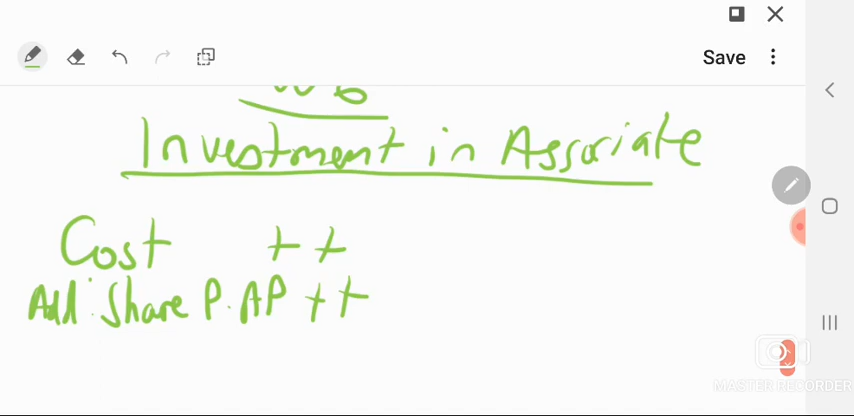 Save
Investment in Associate
Cost ++
Add: Share P.AP ++
MASTER RECORDER